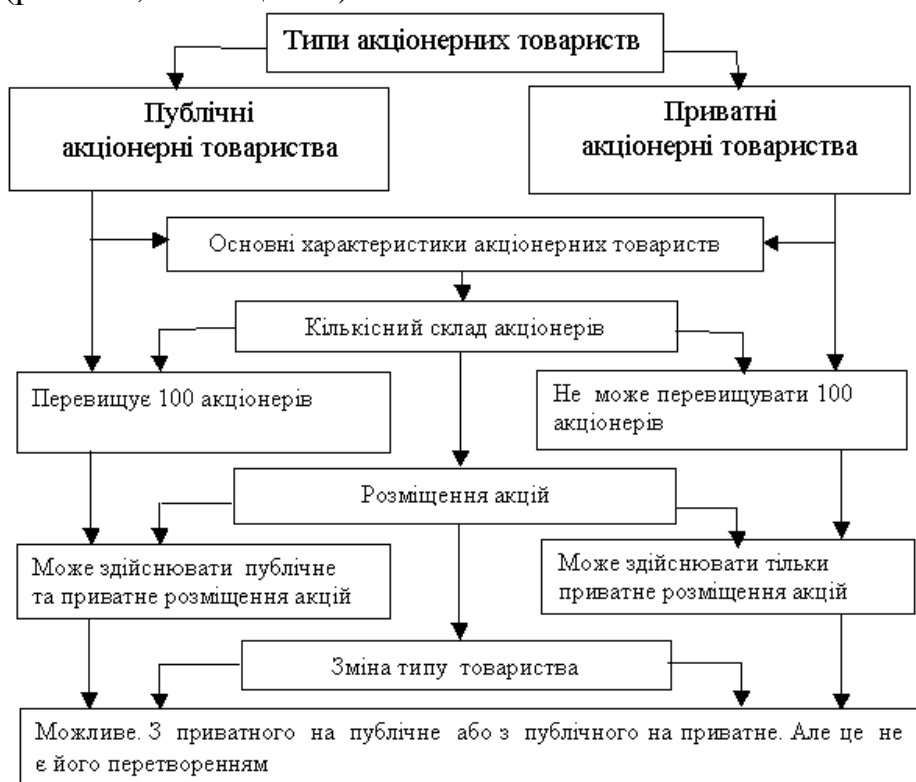 Типи акціонерних товариств
Публічні
акціонерні товариства
Приватні
акціонерні товариства
Основні характеристики акціонерних товариств
Кількісний склад акціонерів
Перевищує 100 акціонерів
Не може перевищувати 100
акціонерів
Розміщення акцій
Може здійснювати публічне
та приватне розміщення акцій
Може здійснювати тільки
приватне розміщення акцій
Зміна типу товариства
Можливе. З приватного на публічне або з публічного на приватне. Але це не
є його перетворенням